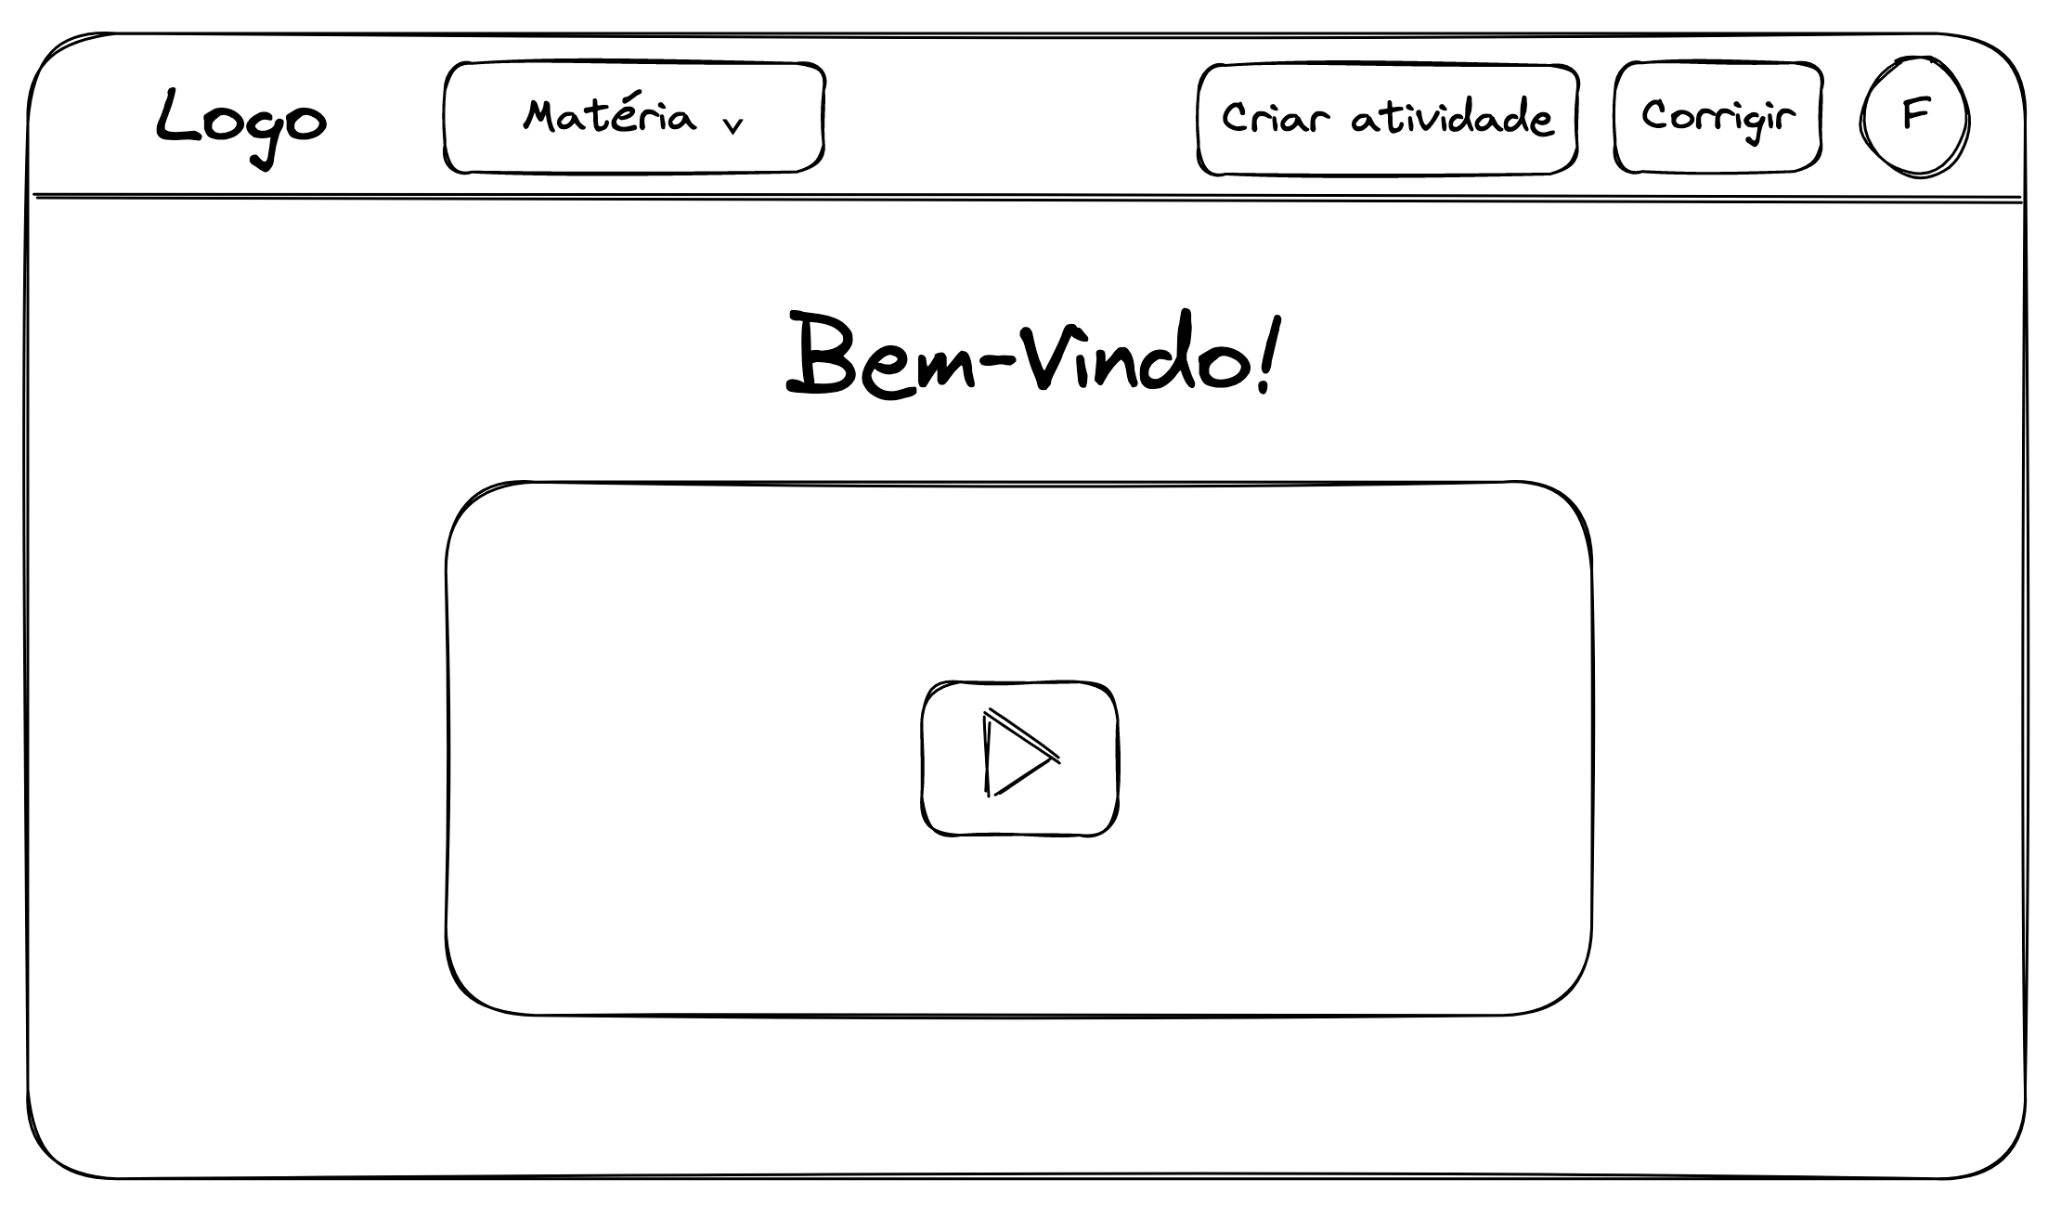 Logo
Matéria v
Criar atividade
Corrigir
F
Bem-Vindo!